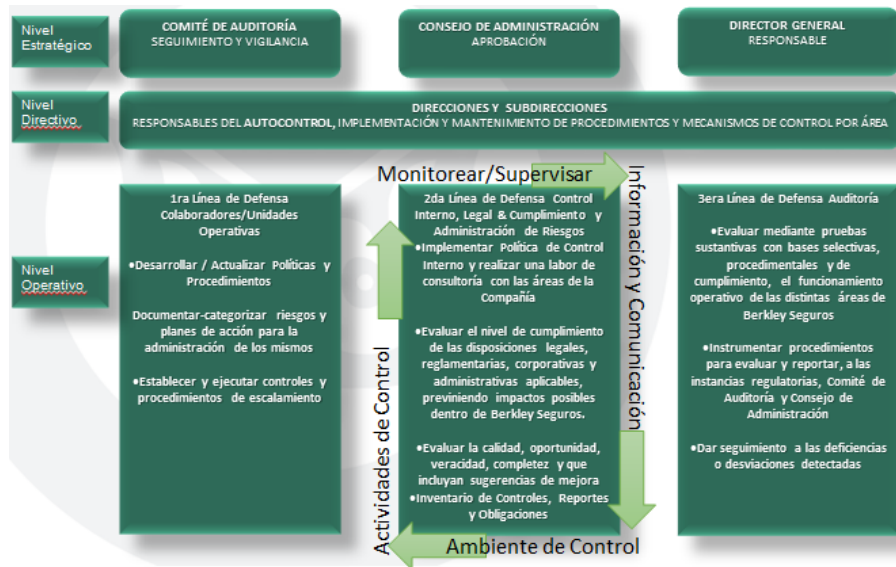 Nivel
Estratégico
COMITÉ DE AUDITORÍA
SEGUIMIENTO Y VIGILANCIA
CONSEJO DE ADMINISTRACIÓN
APROBACIÓN
DIRECTOR GENERAL
RESPONSABLE
Nivel
Directivo
DIRECCIONES Y SUBDIRECCIONES
RESPONSABLES DEL AUTOCONTROL, IMPLEMENTACIÓN Y MANTENIMIENTO DE PROCEDIMIENTOS Y MECANISMOS DE CONTROL POR ÁREA
Nivel
Operativo
1ra Línea de Defensa
Colaboradores/Unidades
Operativas
•Desarrollar / Actualizar Políticas y
Procedimientos
Documentar-categorizar riesgos y
planes de acción para la
administración de los mismos
•Establecer y ejecutar controles y
procedimientos de escalamiento
Monitorear/Supervisar
2da Línea de Defensa Control
Interno, Legal & Cumplimiento y
Administración de Riesgos
•Implementar Política de Control
Interno y realizar una labor de
consultoría con las áreas de la
Compañía
•Evaluar el nivel de cumplimiento
de las disposiciones legales,
reglamentarias, corporativas y
administrativas aplicables,
previniendo impactos posibles
dentro de Berkley Seguros.
•Evaluar la calidad, oportunidad,
veracidad, completez y que
incluyan sugerencias de mejora
•Inventario de Controles, Reportes
y Obligaciones
Información y Comunicación
Ambiente de Control
Actividades de Control
3era Línea de Defensa Auditoría
•Evaluar mediante pruebas
sustantivas con bases selectivas,
procedimentales y de
cumplimiento, el funcionamiento
operativo de las distintas áreas de
Berkley Seguros
•Instrumentar procedimientos
para evaluar y reportar, a las
instancias regulatorias, Comité de
Auditoría y Consejo de
Administración
•Dar seguimiento a las deficiencias
o desviaciones detectadas